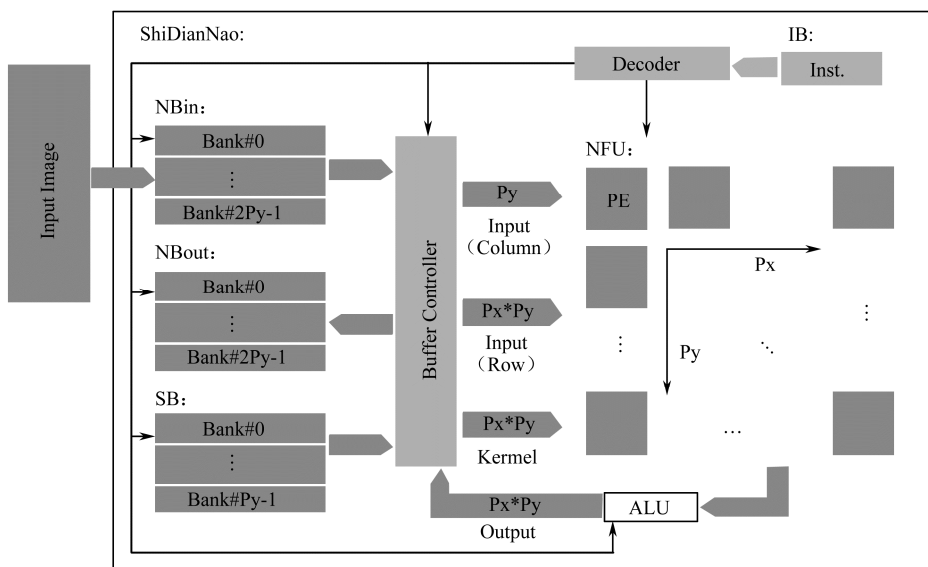 ShiDianNao:
IB:
Decoder
Inst.
Input Image
NBin：
Bank#0
⋮
Bank#2Py-1
NBout：
Bank#0
⋮
Bank#2Py-1
SB：
Bank#0
⋮
Bank#Py-1
Buffer Controller
Py
Input
（Column）
Px*Py
Input
（Row）
Px*Py
Kermel
Px*Py
Output
ALU
NFU：
PE
Px
Py
⋮
⋱
⋮
…